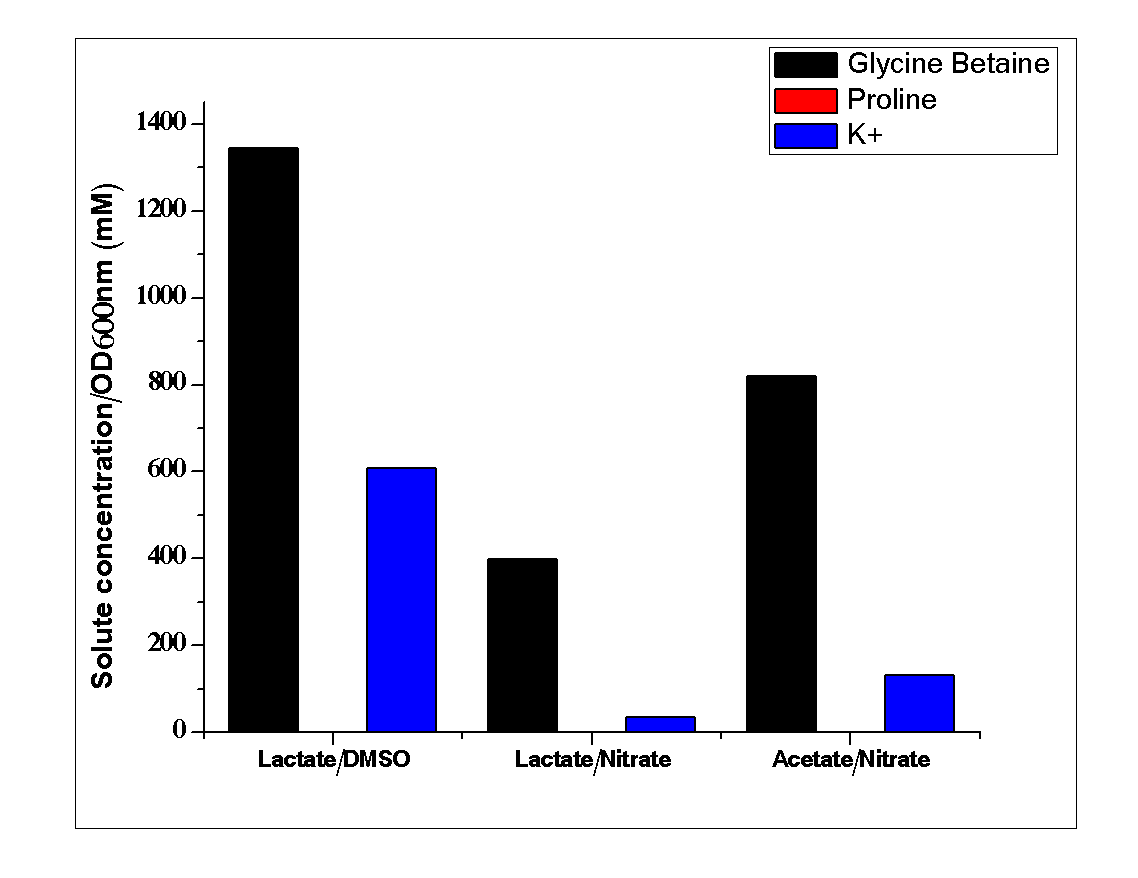 Glycine Betaine
Proline
K+
Solute concentration/OD600nm (mM)
1400
1200
1000
800
600
400
200
0
Lactate/DMSO
Lactate/Nitrate
Acetate/Nitrate